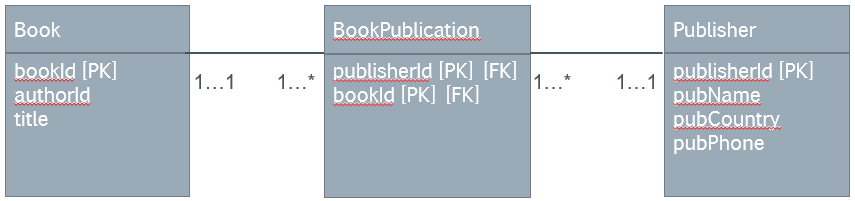 Book
bookId [PK]
authorId
title
1...1
1...*
BookPublication
publisherId [PK] [FK]
bookId [PK] [FK]
1...*
1...1
Publisher
publisherId [PK]
pubName
pubCountry
pubPhone